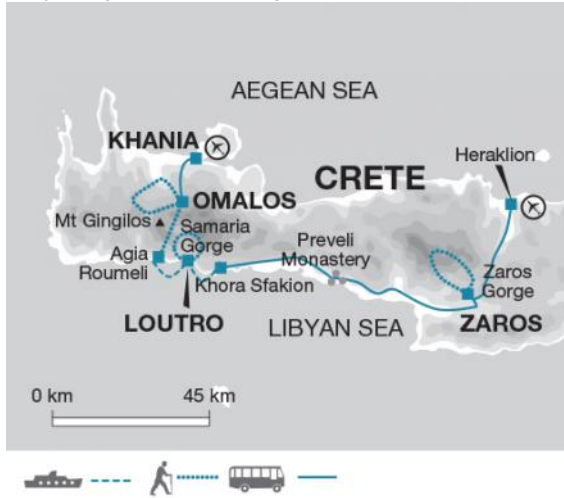 AEGEAN SEA
KHANIA
Heraklion
CRETE
OMALOS
Mt Gingilos
Samaria
Gorge
Agia
Roumeli
Preveli
Monastery
Zaros
Gorge
Khora Sfakion
LOUTRO
LIBYAN SEA
ZAROS
0 km
45 km